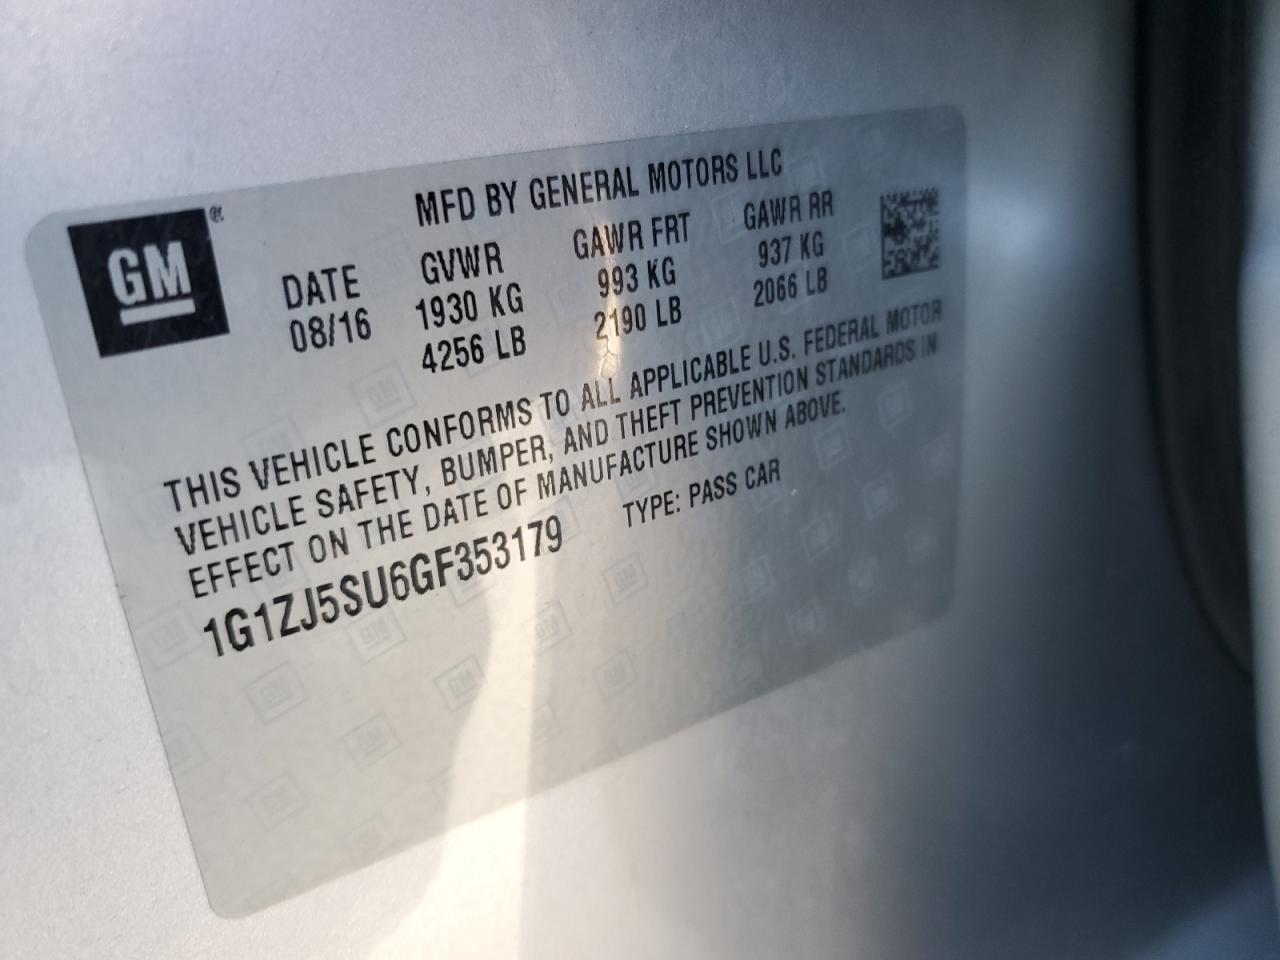 GM®
MFD BY GENERAL MOTORS LLC
DATE GVWR GAWR FRT GAWR RR
08/16 1930 KG 993 KG 937 KG
4256 LB 2190 LB 2066 LB
THIS VEHICLE CONFORMS TO ALL APPLICABLE U.S. FEDERAL MOTOR
VEHICLE SAFETY, BUMPER, AND THEFT PREVENTION STANDARDS IN
EFFECT ON THE DATE OF MANUFACTURE SHOWN ABOVE.
1G1ZJ5SU6GF353179 TYPE: PASS CAR